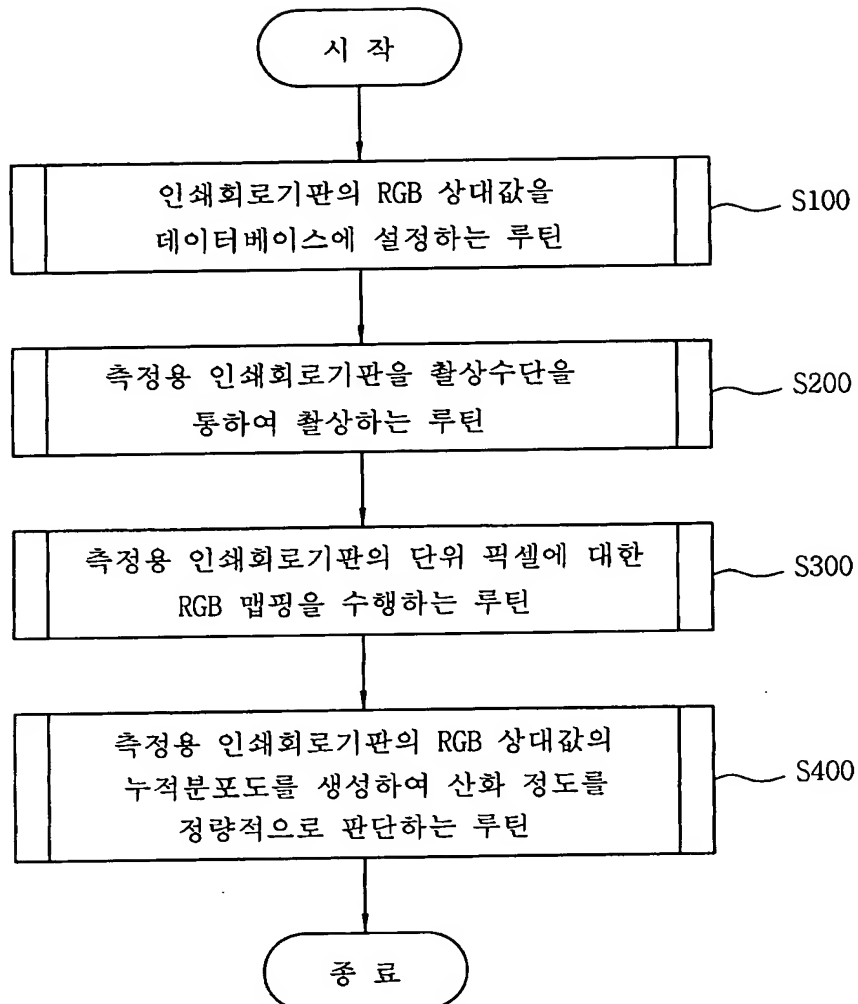 시 작
인쇄회로기판의 RGB 상대값을
데이터베이스에 설정하는 루틴
S100
측정용 인쇄회로기판을 촬상수단을
통하여 촬상하는 루틴
S200
측정용 인쇄회로기판의 단위 픽셀에 대한
RGB 맵핑을 수행하는 루틴
S300
측정용 인쇄회로기판의 RGB 상대값의
누적분포도를 생성하여 산화 정도를
정량적으로 판단하는 루틴
S400
종 료